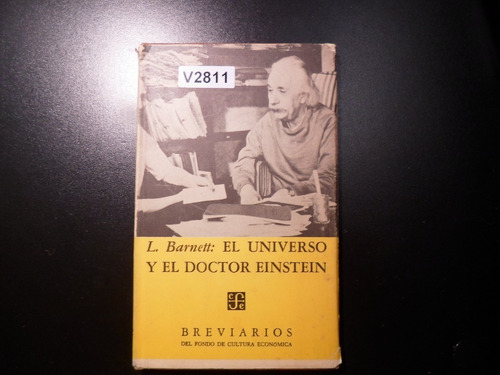 V2811
L. Barnett: EL UNIVERSO
Y EL DOCTOR EINSTEIN
BREVIARIOS
DEL FONDO DE CULTURA ECONÓMICA